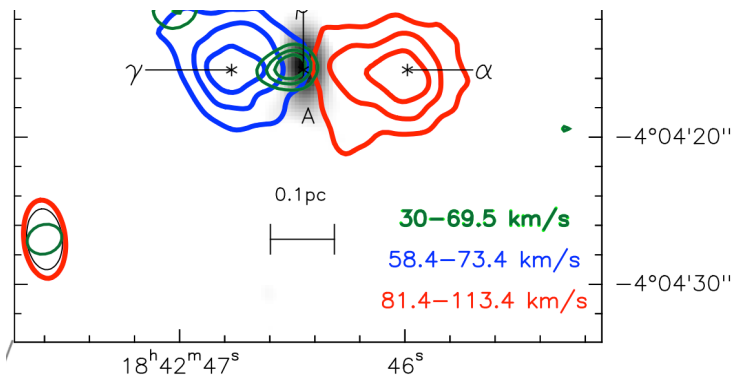 γ α
A
−4°04'20"
0.1pc
30−69.5 km/s
58.4−73.4 km/s
81.4−113.4 km/s
−4°04'30"
18ʰ42ᵐ47ˢ 46ˢ